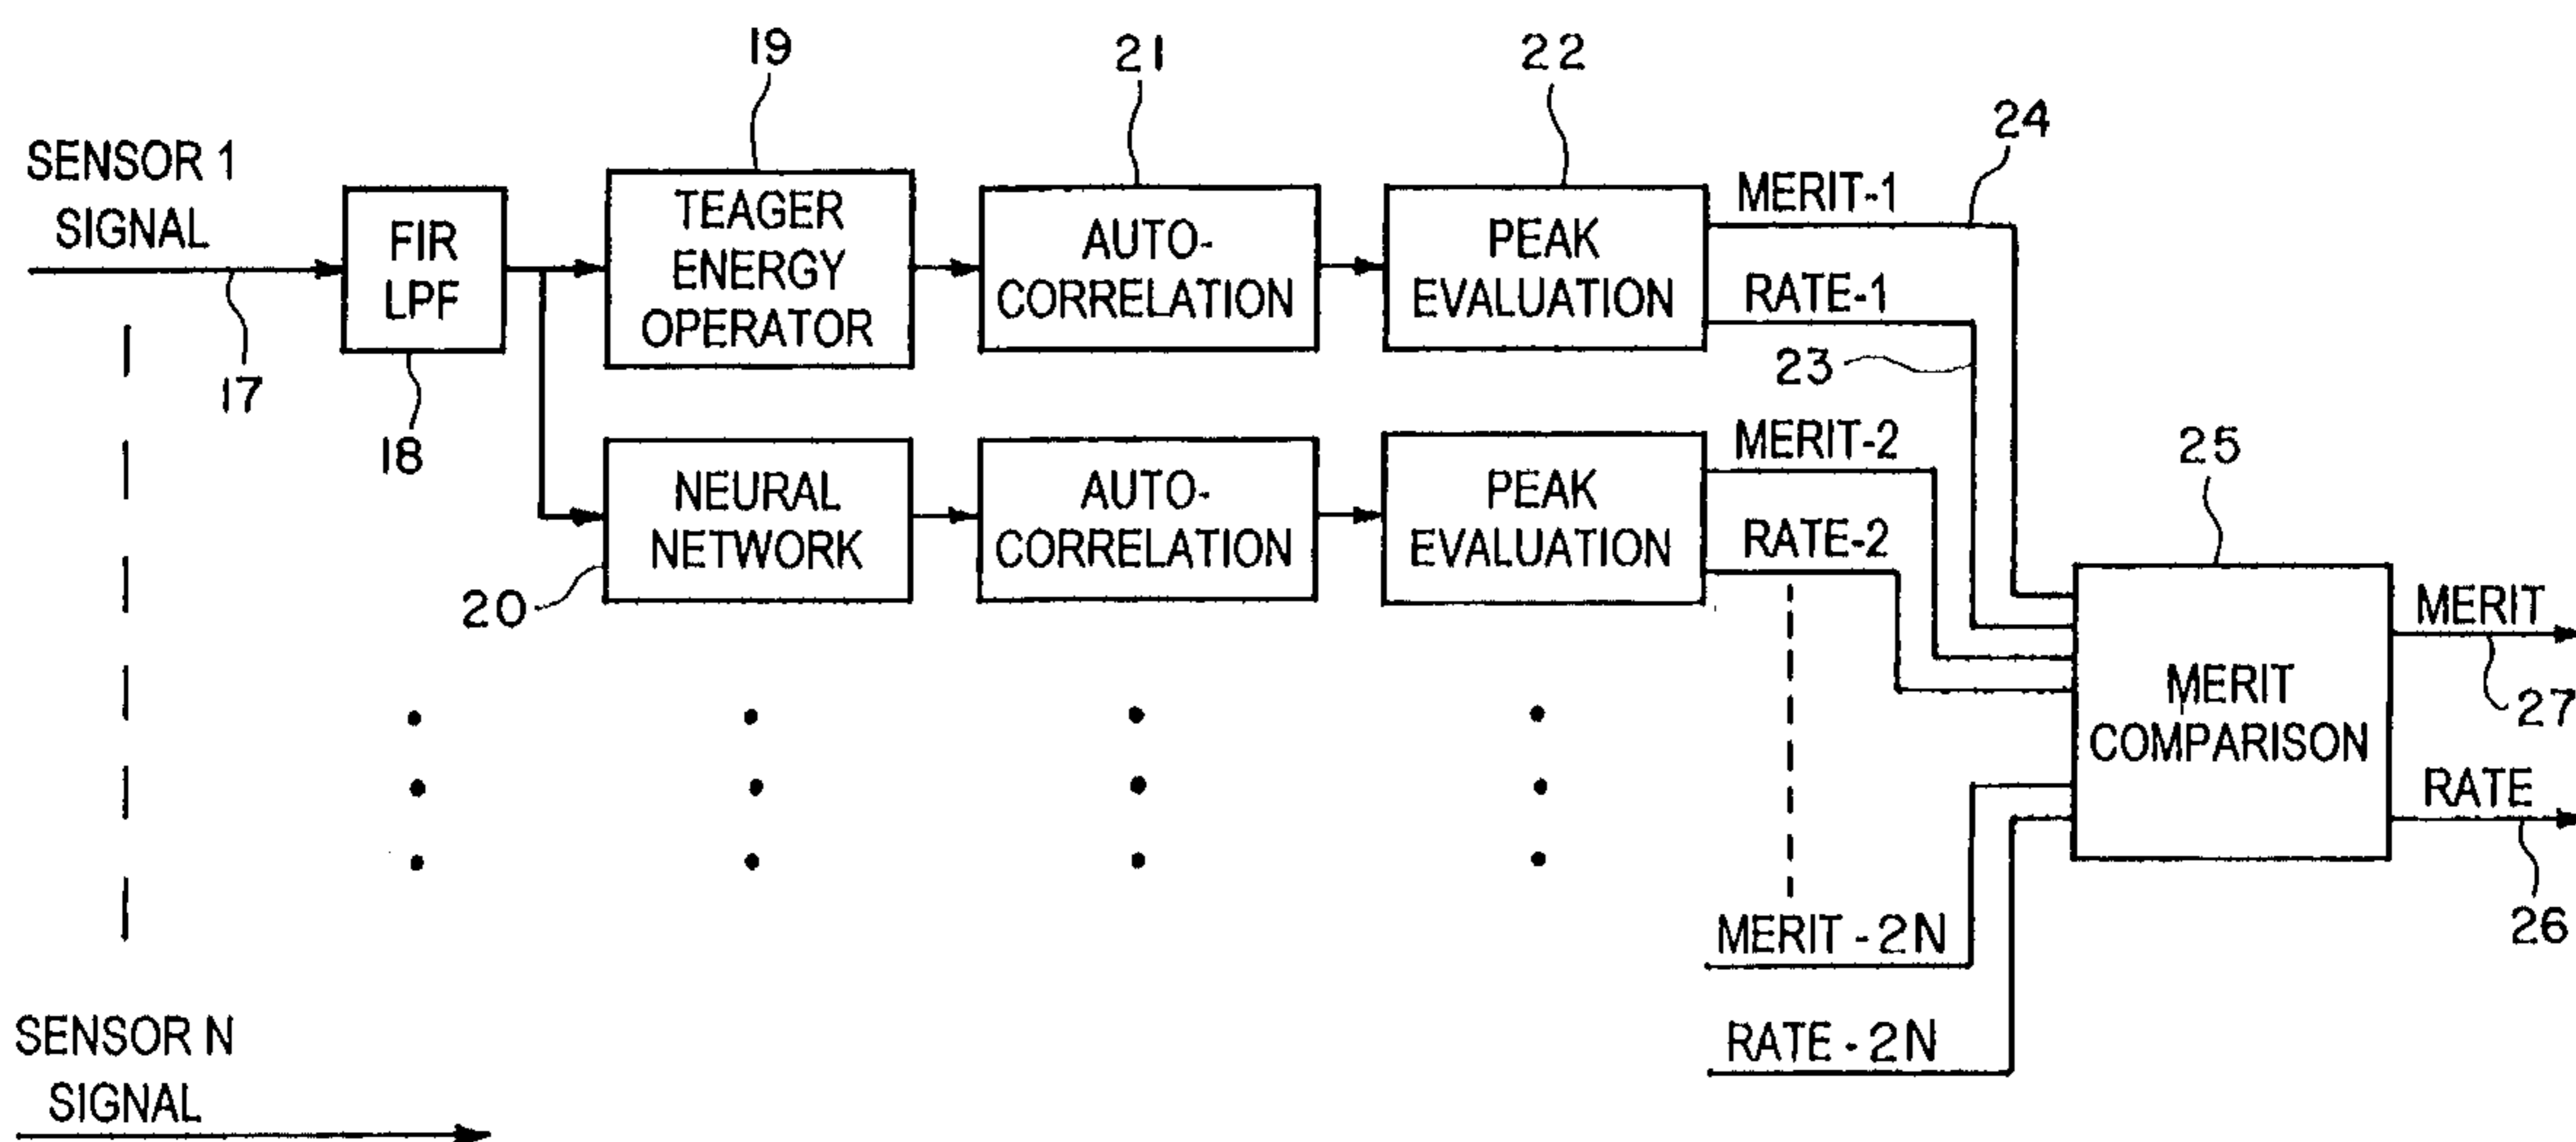 19
21
22
24
SENSOR 1
SIGNAL
17
FIR
LPF
18
TEAGER
ENERGY
OPERATOR
AUTO-
CORRELATION
PEAK
EVALUATION
MERIT-1
RATE-1
23
NEURAL
NETWORK
20
AUTO-
CORRELATION
PEAK
EVALUATION
MERIT-2
RATE-2
25
MERIT
COMPARISON
MERIT
27
RATE
26
MERIT - 2N
RATE - 2N
SENSOR N
SIGNAL